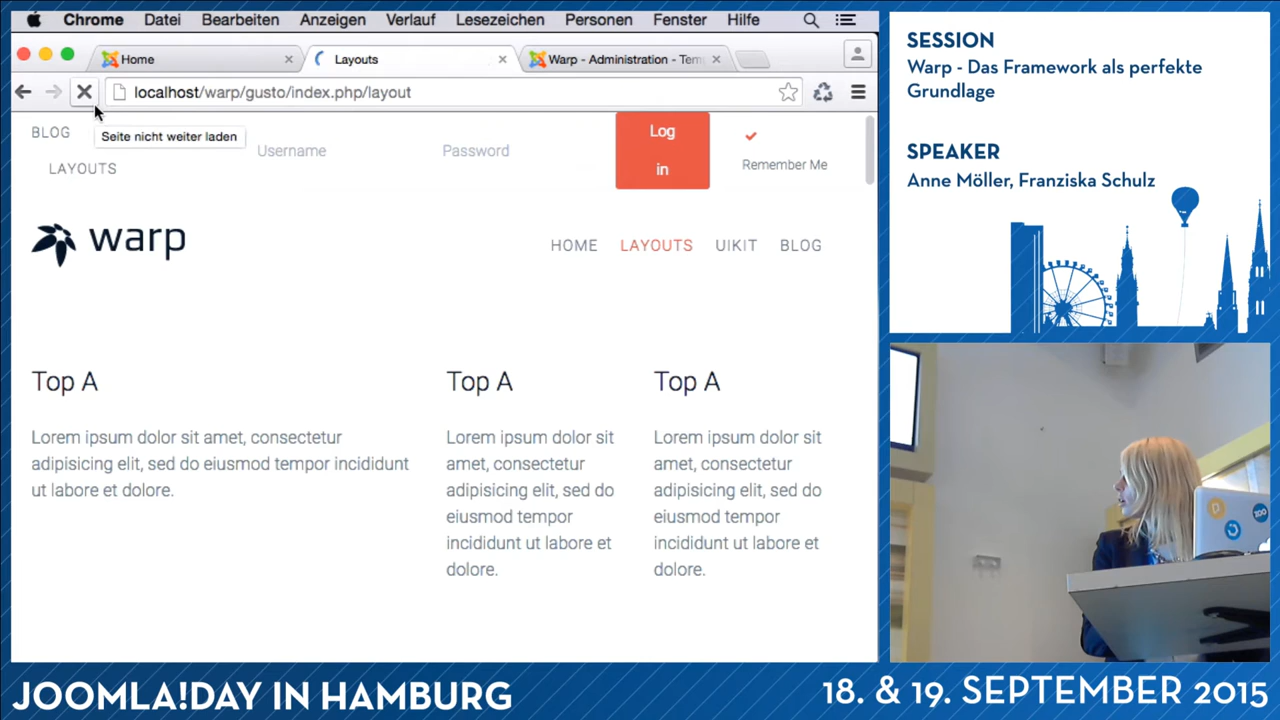 Chrome Datei Bearbeiten Anzeigen Verlauf Lesezeichen Personen Fenster Hilfe
Home
Layouts
Warp - Administration - Tem
localhost/warp/gusto/index.php/layout
Seite nicht weiter laden
BLOG
LAYOUTS
Username
Password
Log
in
Remember Me
warp
HOME LAYOUTS UIKIT BLOG
Top A
Lorem ipsum dolor sit amet, consectetur
adipisicing elit, sed do eiusmod tempor incididunt
ut labore et dolore.
Top A
Lorem ipsum dolor sit
amet, consectetur
adipisicing elit, sed do
eiusmod tempor
incididunt ut labore et
dolore.
Top A
Lorem ipsum dolor sit
amet, consectetur
adipisicing elit, sed do
eiusmod tempor
incididunt ut labore et
dolore.
SESSION
Warp - Das Framework als perfekte
Grundlage
SPEAKER
Anne Möller, Franziska Schulz
JOOMLA!DAY IN HAMBURG
18. & 19. SEPTEMBER 2015